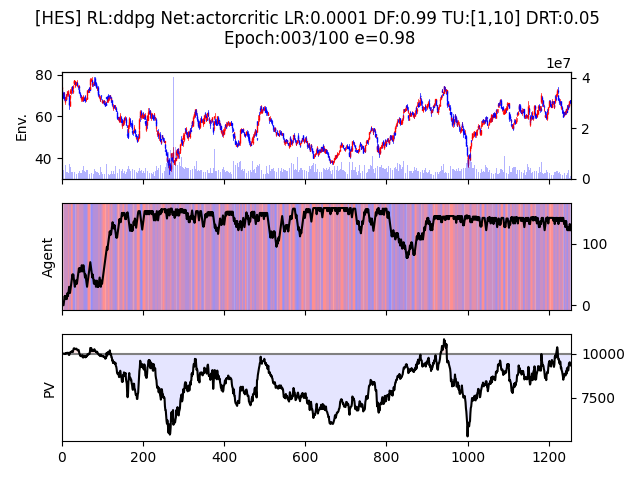 [HES] RL:ddpg Net:actorcritic LR:0.0001 DF:0.99 TU:[1,10] DRT:0.05
Epoch:003/100 e=0.98
1e7
80
60
40
Env.
4
2
0
Agent
100
0
PV
10000
7500
0 200 400 600 800 1000 1200